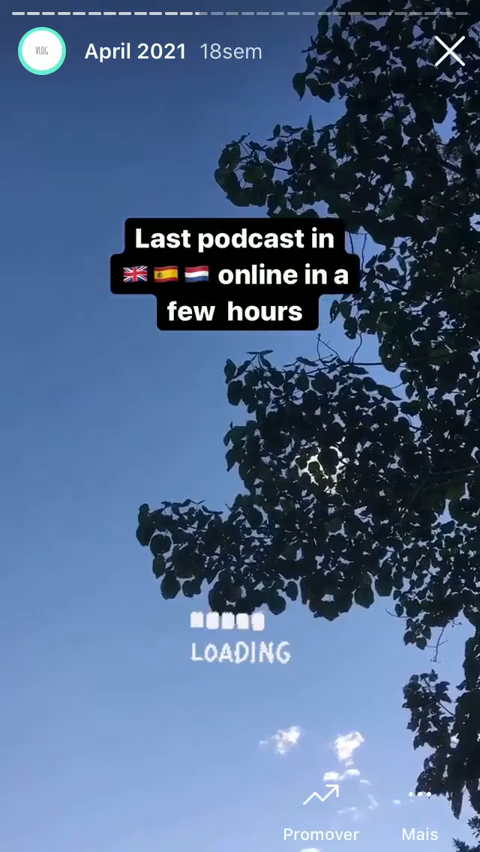 VLOG
April 2021 18sem
Last podcast in
🇬🇧 🇪🇸 🇳🇱 online in a
few hours
LOADING
Promover Mais